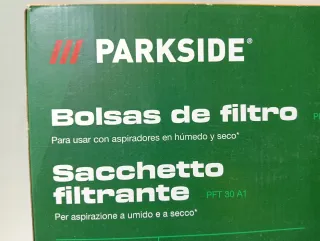 PARKSIDE®
Bolsas de filtro
Para usar con aspiradores en húmedo y seco*
Sacchetto
filtrante PFT 30 A1
Per aspirazione a umido e a secco*